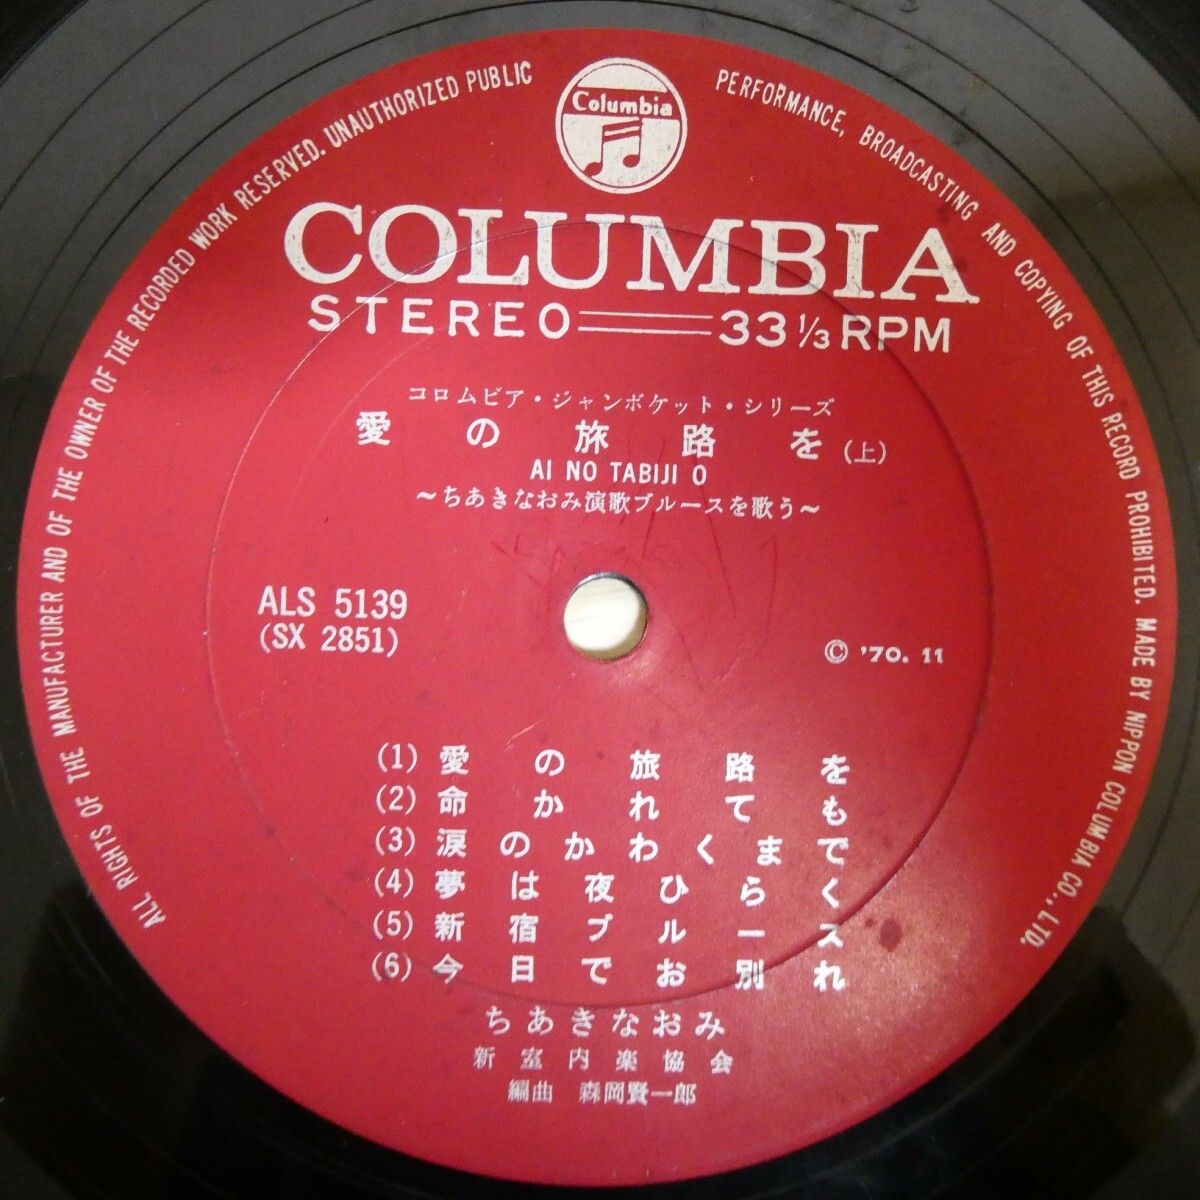 ALL RIGHTS OF THE MANUFACTURER AND OF THE OWNER OF THE RECORDED WORK RESERVED. UNAUTHORIZED PUBLIC PERFORMANCE, BROADCASTING AND COPYING OF THIS RECORD PROHIBITED. MADE BY NIPPON COLUMBIA CO., LTD.
Columbia
COLUMBIA
STEREO 33 1/3 RPM
コロムビア・ジャンボケット・シリーズ
愛の旅路を(上)
AI NO TABIJI O
~ちあきなおみ演歌ブルースを歌う~
ALS 5139
(SX 2851)
© '70. 11
(1) 愛の旅路を
(2) 命かれても
(3) 涙のかわくまで
(4) 夢は夜ひらく
(5) 新宿ブルース
(6) 今日でお別れ
ちあきなおみ
新室内楽協会
編曲 森岡賢一郎